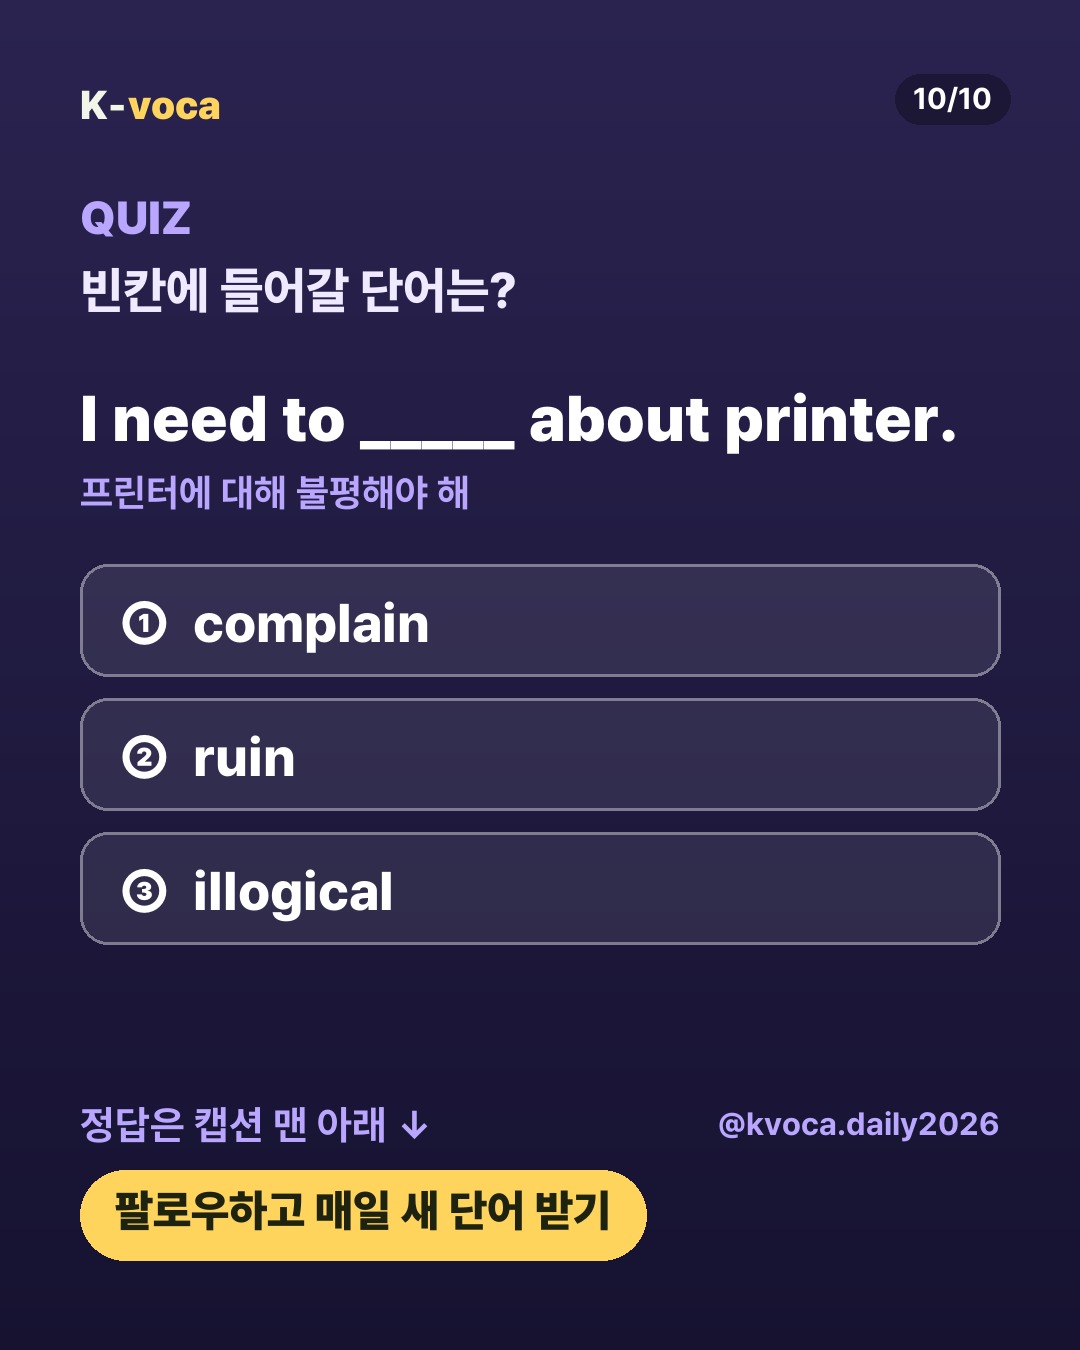 K-voca
10/10
QUIZ
빈칸에 들어갈 단어는?
I need to _____ about printer.
프린터에 대해 불평해야 해
① complain
② ruin
③ illogical
정답은 캡션 맨 아래 ↓
@kvoca.daily2026
팔로우하고 매일 새 단어 받기